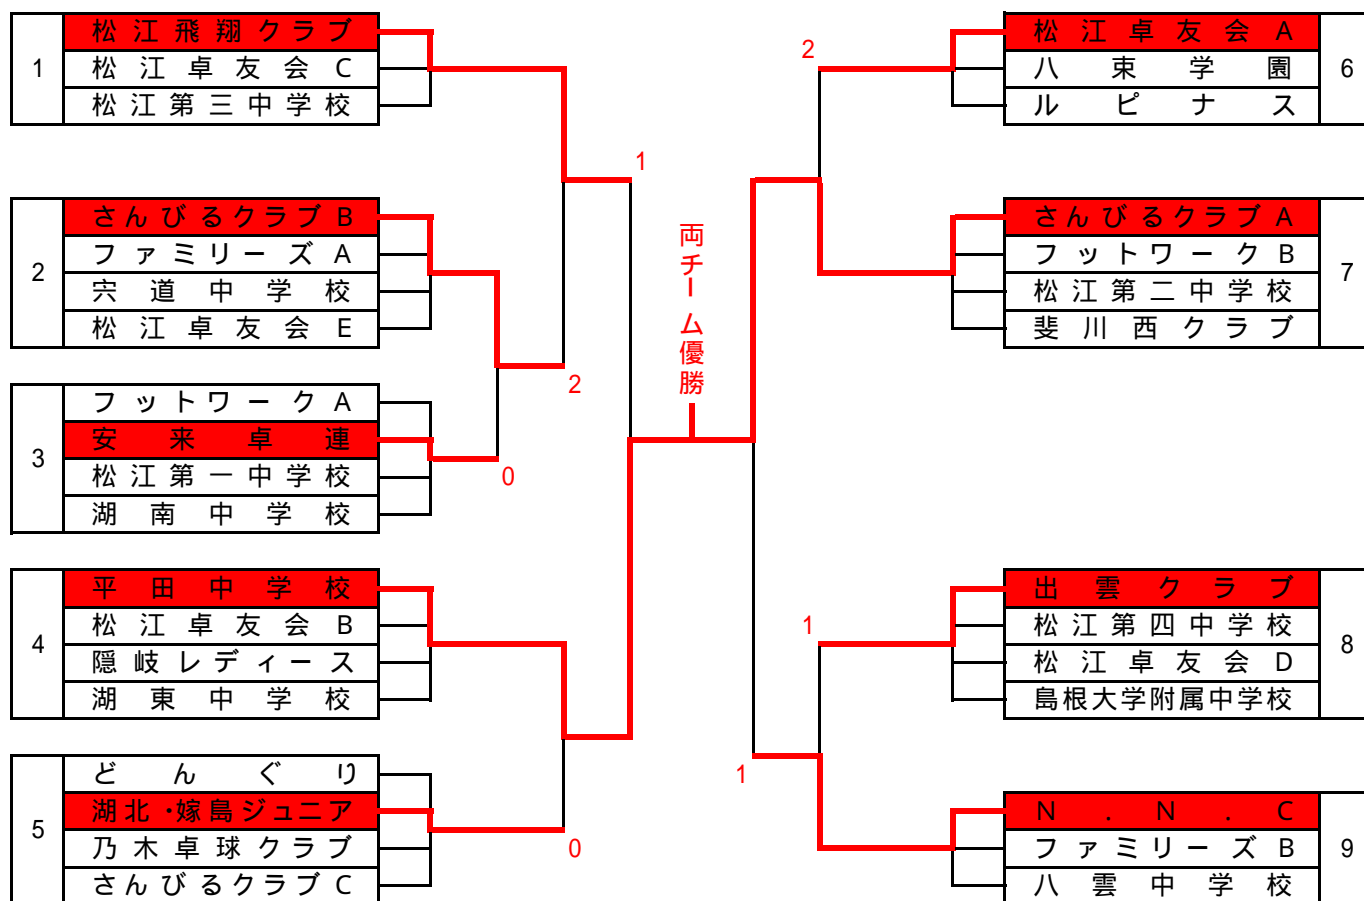 1
松江飛翔クラブ
松江卓友会C
松江第三中学校
2
さんびるクラブB
ファミリーズA
宍道中学校
松江卓友会E
3
フットワークA
安来卓連
松江第一中学校
湖南中学校
4
平田中学校
松江卓友会B
隠岐レディース
湖東中学校
5
どんぐり
湖北・嫁島ジュニア
乃木卓球クラブ
さんびるクラブC
1
2
0
0
両チーム優勝
2
1
1
松江卓友会A
八束学園
ルピナス
6
さんびるクラブA
フットワークB
松江第二中学校
斐川西クラブ
7
出雲クラブ
松江第四中学校
松江卓友会D
島根大学附属中学校
8
N.N.C
ファミリーズB
八雲中学校
9